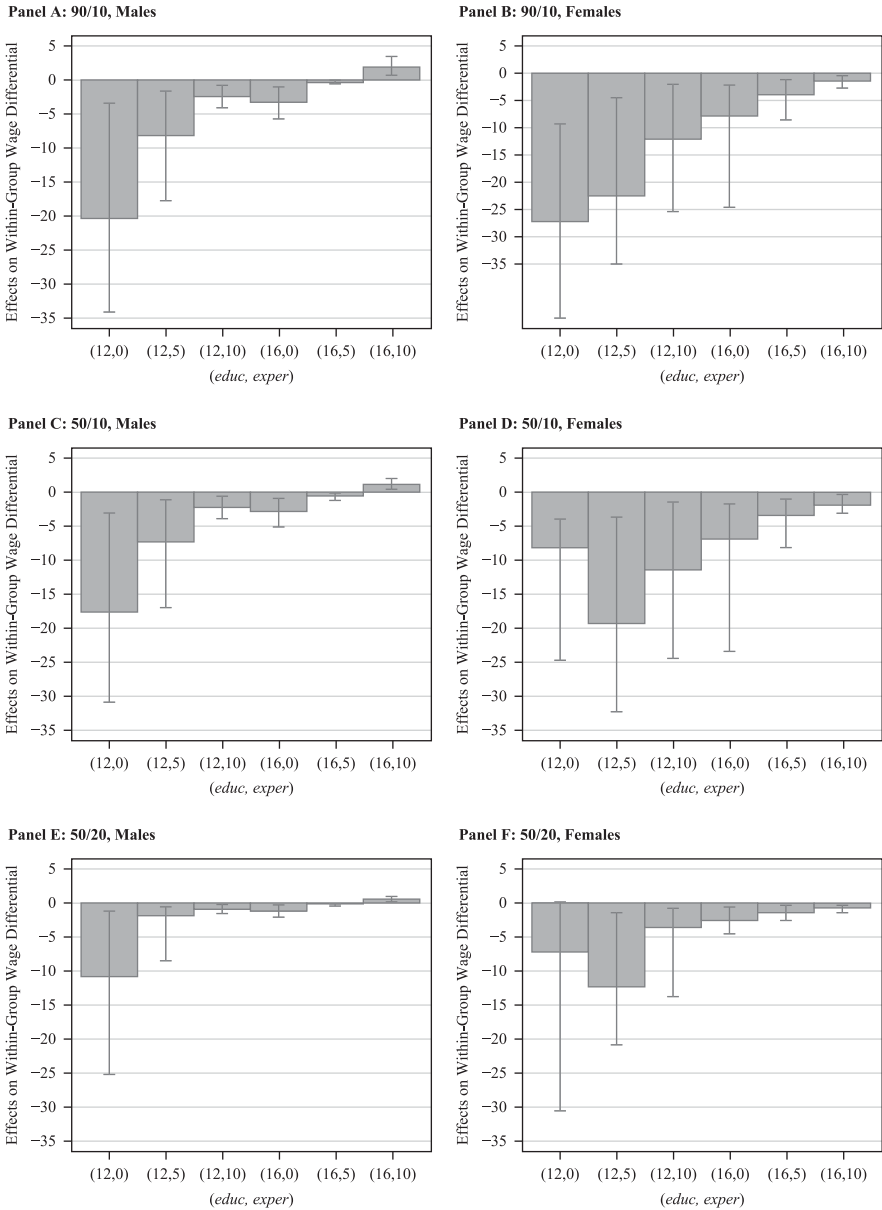 Panel A: 90/10, Males
Effects on Within-Group Wage Differential
5
0
−5
−10
−15
−20
−25
−30
−35
(12,0) (12,5) (12,10) (16,0) (16,5) (16,10)
(educ, exper)
Panel B: 90/10, Females
Effects on Within-Group Wage Differential
5
0
−5
−10
−15
−20
−25
−30
−35
(12,0) (12,5) (12,10) (16,0) (16,5) (16,10)
(educ, exper)
Panel C: 50/10, Males
Effects on Within-Group Wage Differential
5
0
−5
−10
−15
−20
−25
−30
−35
(12,0) (12,5) (12,10) (16,0) (16,5) (16,10)
(educ, exper)
Panel D: 50/10, Females
Effects on Within-Group Wage Differential
5
0
−5
−10
−15
−20
−25
−30
−35
(12,0) (12,5) (12,10) (16,0) (16,5) (16,10)
(educ, exper)
Panel E: 50/20, Males
Effects on Within-Group Wage Differential
5
0
−5
−10
−15
−20
−25
−30
−35
(12,0) (12,5) (12,10) (16,0) (16,5) (16,10)
(educ, exper)
Panel F: 50/20, Females
Effects on Within-Group Wage Differential
5
0
−5
−10
−15
−20
−25
−30
−35
(12,0) (12,5) (12,10) (16,0) (16,5) (16,10)
(educ, exper)